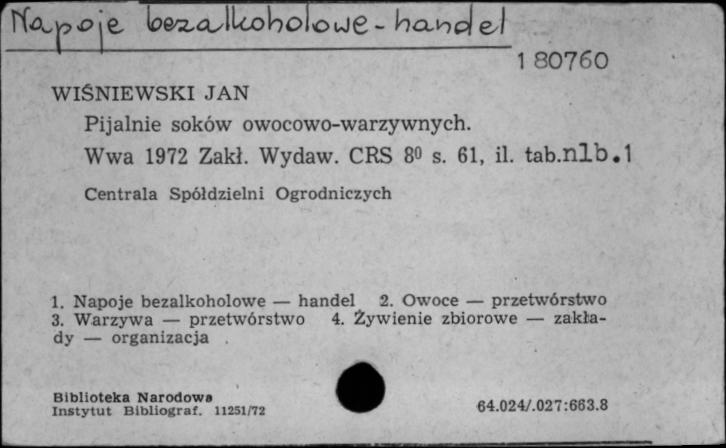 Napoje bezalkoholowe - handel
1 80760
WIŚNIEWSKI JAN
Pijalnie soków owocowo-warzywnych.
Wwa 1972 Zakł. Wydaw. CRS 8⁰ s. 61, il. tab.nlb.1
Centrala Spółdzielni Ogrodniczych
1. Napoje bezalkoholowe — handel 2. Owoce — przetwórstwo
3. Warzywa — przetwórstwo 4. Żywienie zbiorowe — zakła-
dy — organizacja
Biblioteka Narodowa
Instytut Bibliograf. 11251/72
64.024/.027:663.8